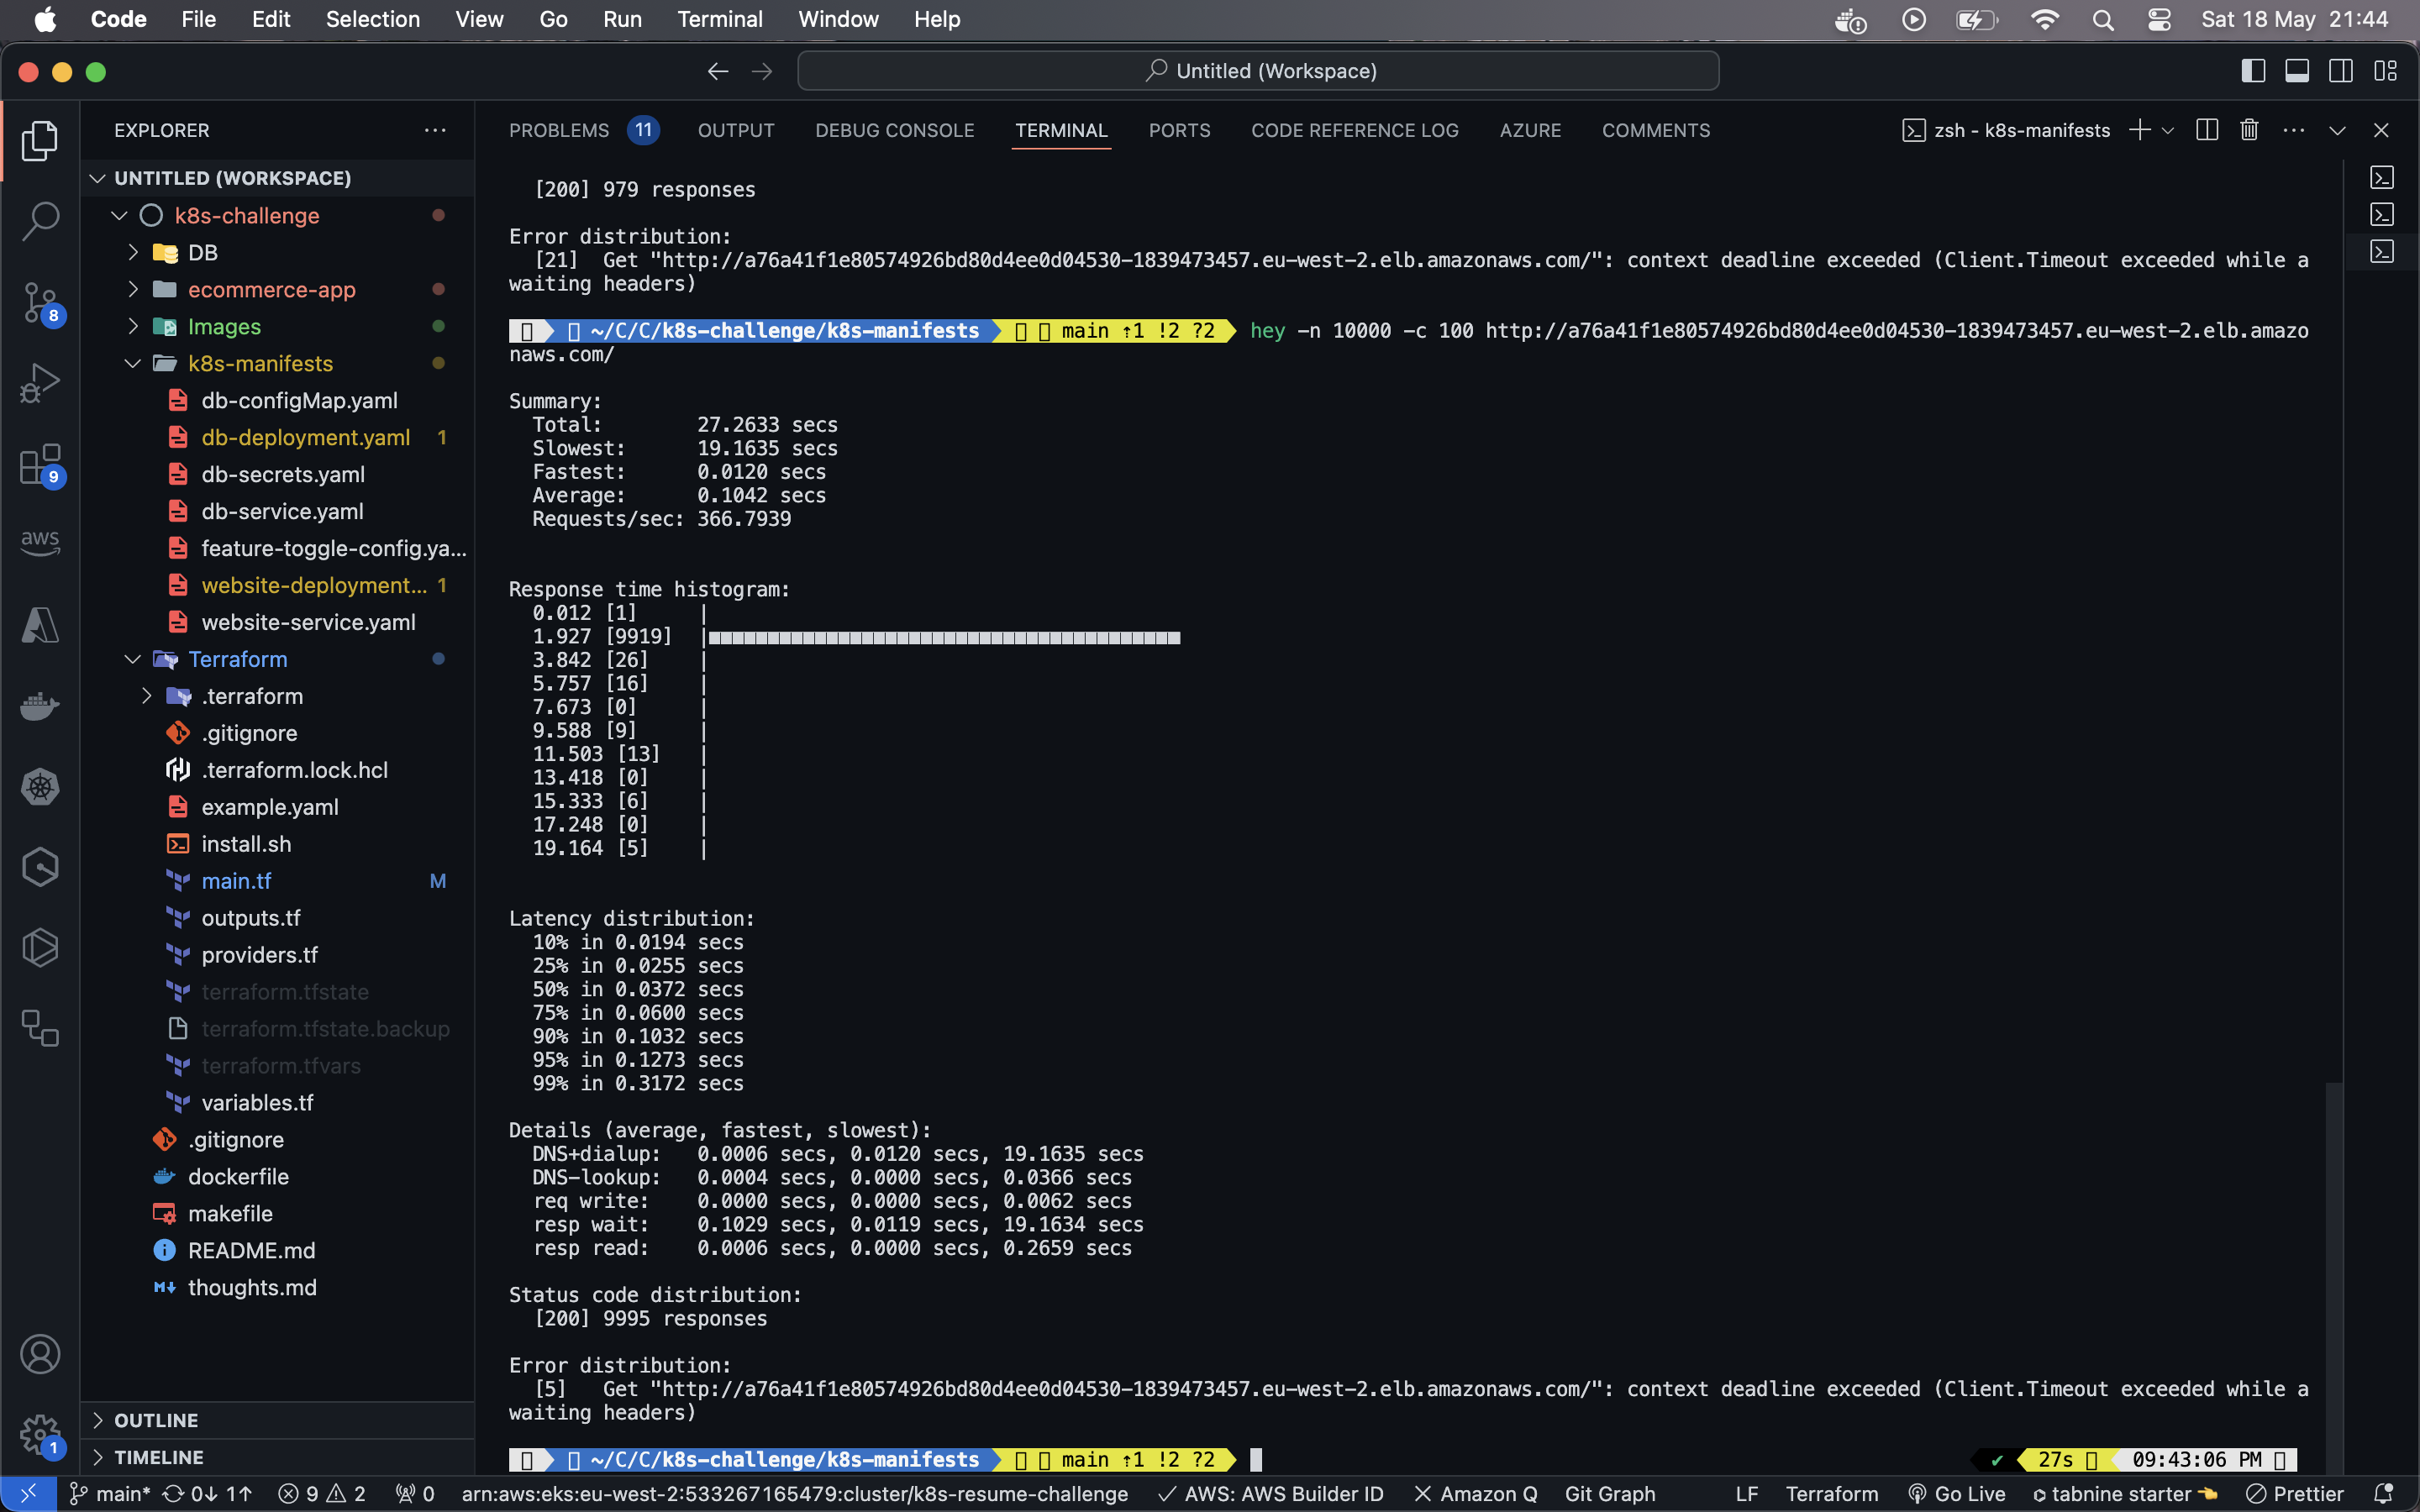 Code File Edit Selection View Go Run Terminal Window Help Sat 18 May 21:44
Untitled (Workspace)
EXPLORER
UNTITLED (WORKSPACE)
k8s-challenge
DB
ecommerce-app
Images
k8s-manifests
db-configMap.yaml
db-deployment.yaml 1
db-secrets.yaml
db-service.yaml
feature-toggle-config.ya...
website-deployment... 1
website-service.yaml
Terraform
.terraform
.gitignore
.terraform.lock.hcl
example.yaml
install.sh
main.tf M
outputs.tf
providers.tf
terraform.tfstate
terraform.tfstate.backup
terraform.tfvars
variables.tf
.gitignore
dockerfile
makefile
README.md
thoughts.md
OUTLINE
TIMELINE
8
9
aws
1
PROBLEMS 11 OUTPUT DEBUG CONSOLE TERMINAL PORTS CODE REFERENCE LOG AZURE COMMENTS zsh - k8s-manifests
[200] 979 responses
Error distribution:
[21] Get "http://a76a41f1e80574926bd80d4ee0d04530-1839473457.eu-west-2.elb.amazonaws.com/": context deadline exceeded (Client.Timeout exceeded while a
waiting headers)
~/C/C/k8s-challenge/k8s-manifests main ⇡1 !2 ?2 hey -n 10000 -c 100 http://a76a41f1e80574926bd80d4ee0d04530-1839473457.eu-west-2.elb.amazo
naws.com/
Summary:
Total: 27.2633 secs
Slowest: 19.1635 secs
Fastest: 0.0120 secs
Average: 0.1042 secs
Requests/sec: 366.7939
Response time histogram:
0.012 [1] |
1.927 [9919] |■■■■■■■■■■■■■■■■■■■■■■■■■■■■■■■■■■■■■■■■
3.842 [26] |
5.757 [16] |
7.673 [0] |
9.588 [9] |
11.503 [13] |
13.418 [0] |
15.333 [6] |
17.248 [0] |
19.164 [5] |
Latency distribution:
10% in 0.0194 secs
25% in 0.0255 secs
50% in 0.0372 secs
75% in 0.0600 secs
90% in 0.1032 secs
95% in 0.1273 secs
99% in 0.3172 secs
Details (average, fastest, slowest):
DNS+dialup: 0.0006 secs, 0.0120 secs, 19.1635 secs
DNS-lookup: 0.0004 secs, 0.0000 secs, 0.0366 secs
req write: 0.0000 secs, 0.0000 secs, 0.0062 secs
resp wait: 0.1029 secs, 0.0119 secs, 19.1634 secs
resp read: 0.0006 secs, 0.0000 secs, 0.2659 secs
Status code distribution:
[200] 9995 responses
Error distribution:
[5] Get "http://a76a41f1e80574926bd80d4ee0d04530-1839473457.eu-west-2.elb.amazonaws.com/": context deadline exceeded (Client.Timeout exceeded while a
waiting headers)
~/C/C/k8s-challenge/k8s-manifests main ⇡1 !2 ?2 ✔ 27s 09:43:06 PM
main* 0↓ 1↑ 9 2 0 arn:aws:eks:eu-west-2:533267165479:cluster/k8s-resume-challenge AWS: AWS Builder ID Amazon Q Git Graph LF Terraform Go Live tabnine starter 👈 Prettier